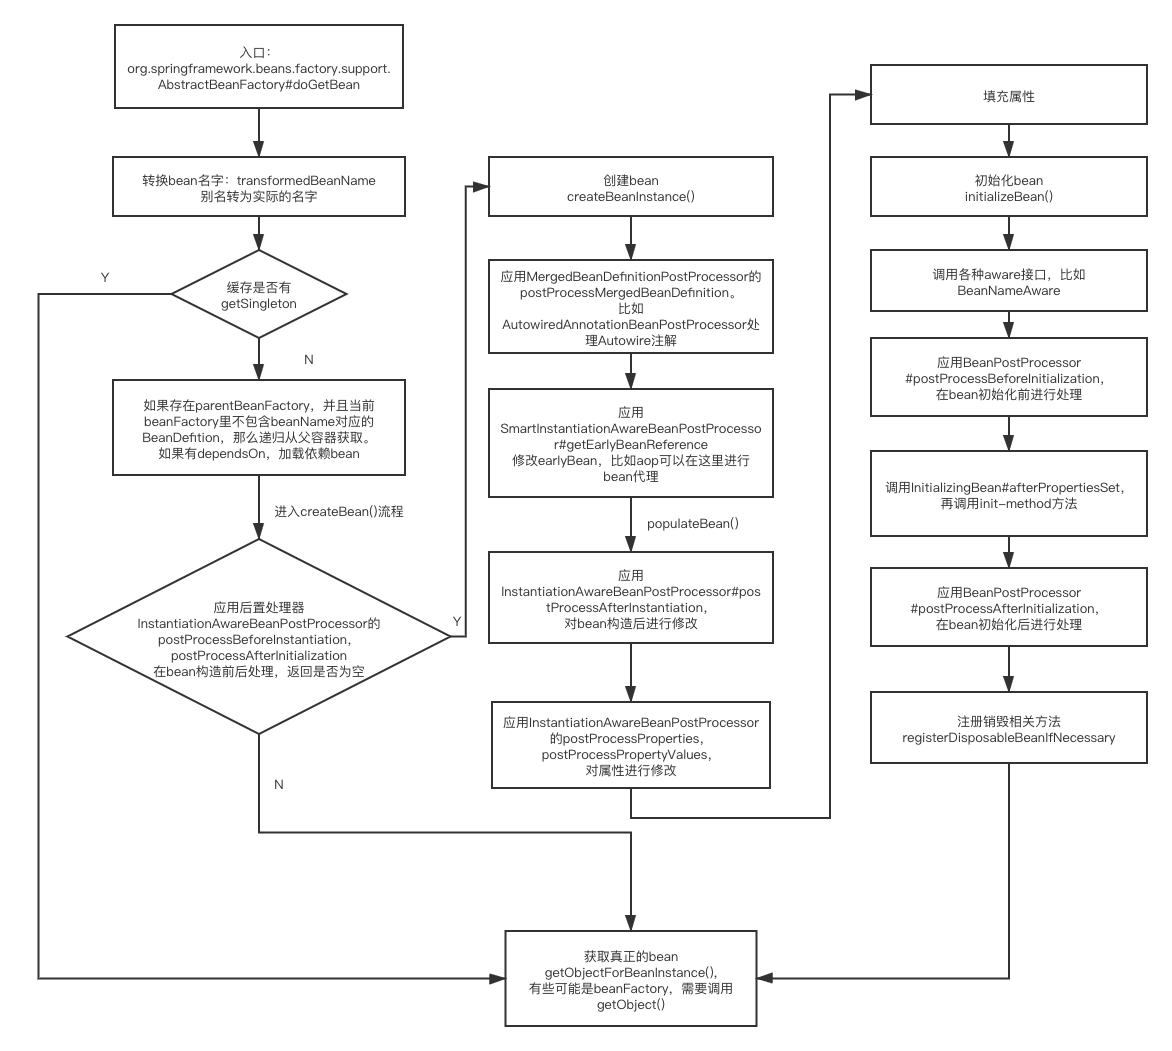 入口：
org.springframework.beans.factory.support.
AbstractBeanFactory#doGetBean
转换bean名字：transformedBeanName
别名转为实际的名字
Y
缓存是否有
getSingleton
N
如果存在parentBeanFactory，并且当前
beanFactory里不包含beanName对应的
BeanDefition，那么递归从父容器获取。
如果有dependsOn，加载依赖bean
进入createBean()流程
应用后置处理器
InstantiationAwareBeanPostProcessor的
postProcessBeforeInstantiation，
postProcessAfterInitialization
在bean构造前后处理，返回是否为空
Y
N
创建bean
createBeanInstance()
应用MergedBeanDefinitionPostProcessor的
postProcessMergedBeanDefinition。
比如
AutowiredAnnotationBeanPostProcessor处
理Autowire注解
应用
SmartInstantiationAwareBeanPostProcesso
r#getEarlyBeanReference
修改earlyBean，比如aop可以在这里进行
bean代理
populateBean()
应用
InstantiationAwareBeanPostProcessor#pos
tProcessAfterInstantiation，
对bean构造后进行修改
应用InstantiationAwareBeanPostProcessor
的postProcessProperties，
postProcessPropertyValues，
对属性进行修改
填充属性
初始化bean
initializeBean()
调用各种aware接口，比如
BeanNameAware
应用BeanPostProcessor
#postProcessBeforeInitialization，
在bean初始化前进行处理
调用InitializingBean#afterPropertiesSet，
再调用init-method方法
应用BeanPostProcessor
#postProcessAfterInitialization，
在bean初始化后进行处理
注册销毁相关方法
registerDisposableBeanIfNecessary
获取真正的bean
getObjectForBeanInstance()，
有些可能是beanFactory，需要调用
getObject()